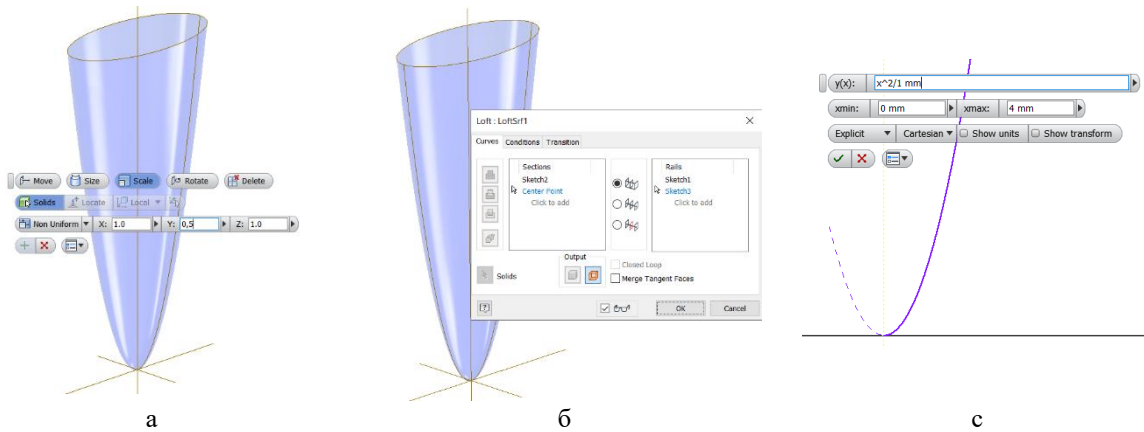 Move Size Scale Rotate Delete
Solids Locate Local
Non Uniform X: 1.0 Y: 0,5 Z: 1.0
а
Loft : LoftSrf1
Curves Conditions Transition
Sections
Sketch2
Center Point
Click to add
Rails
Sketch1
Sketch3
Click to add
Solids
Output
Closed Loop
Merge Tangent Faces
OK Cancel
б
y(x): x^2/1 mm
xmin: 0 mm xmax: 4 mm
Explicit Cartesian Show units Show transform
с